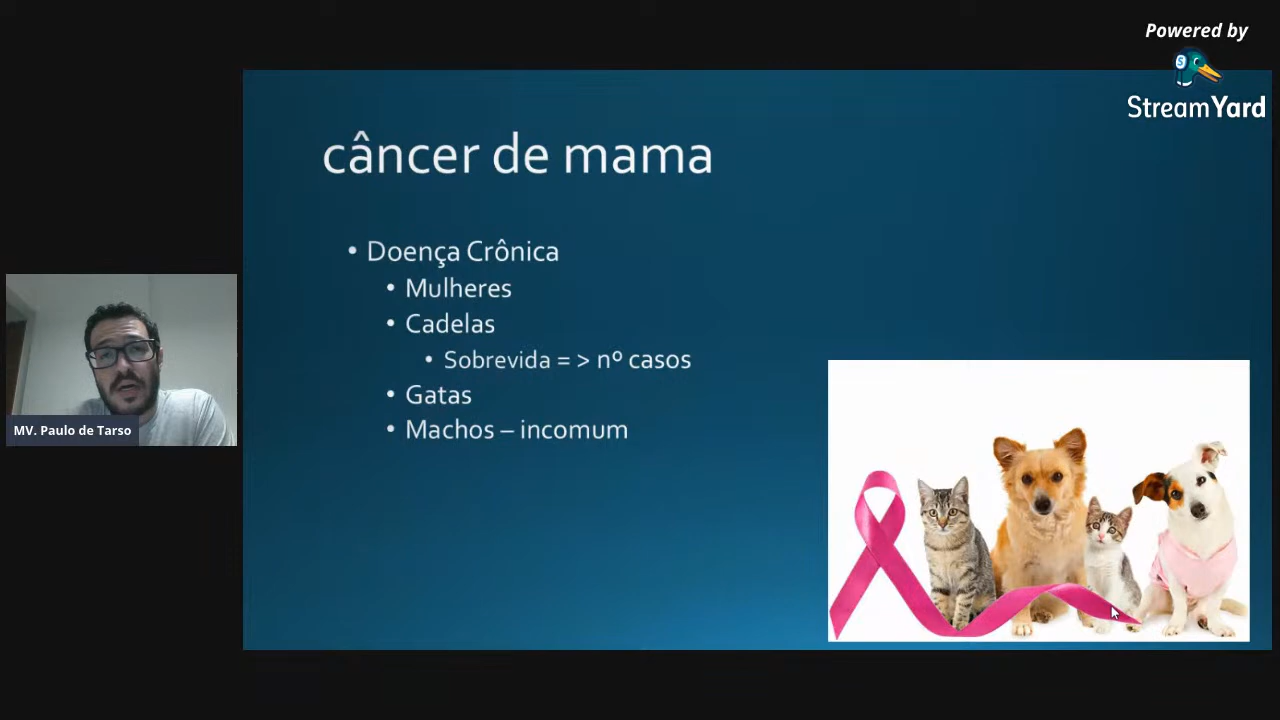 Powered by
StreamYard
câncer de mama
• Doença Crônica
• Mulheres
• Cadelas
• Sobrevida = > nº casos
• Gatas
• Machos – incomum
MV. Paulo de Tarso